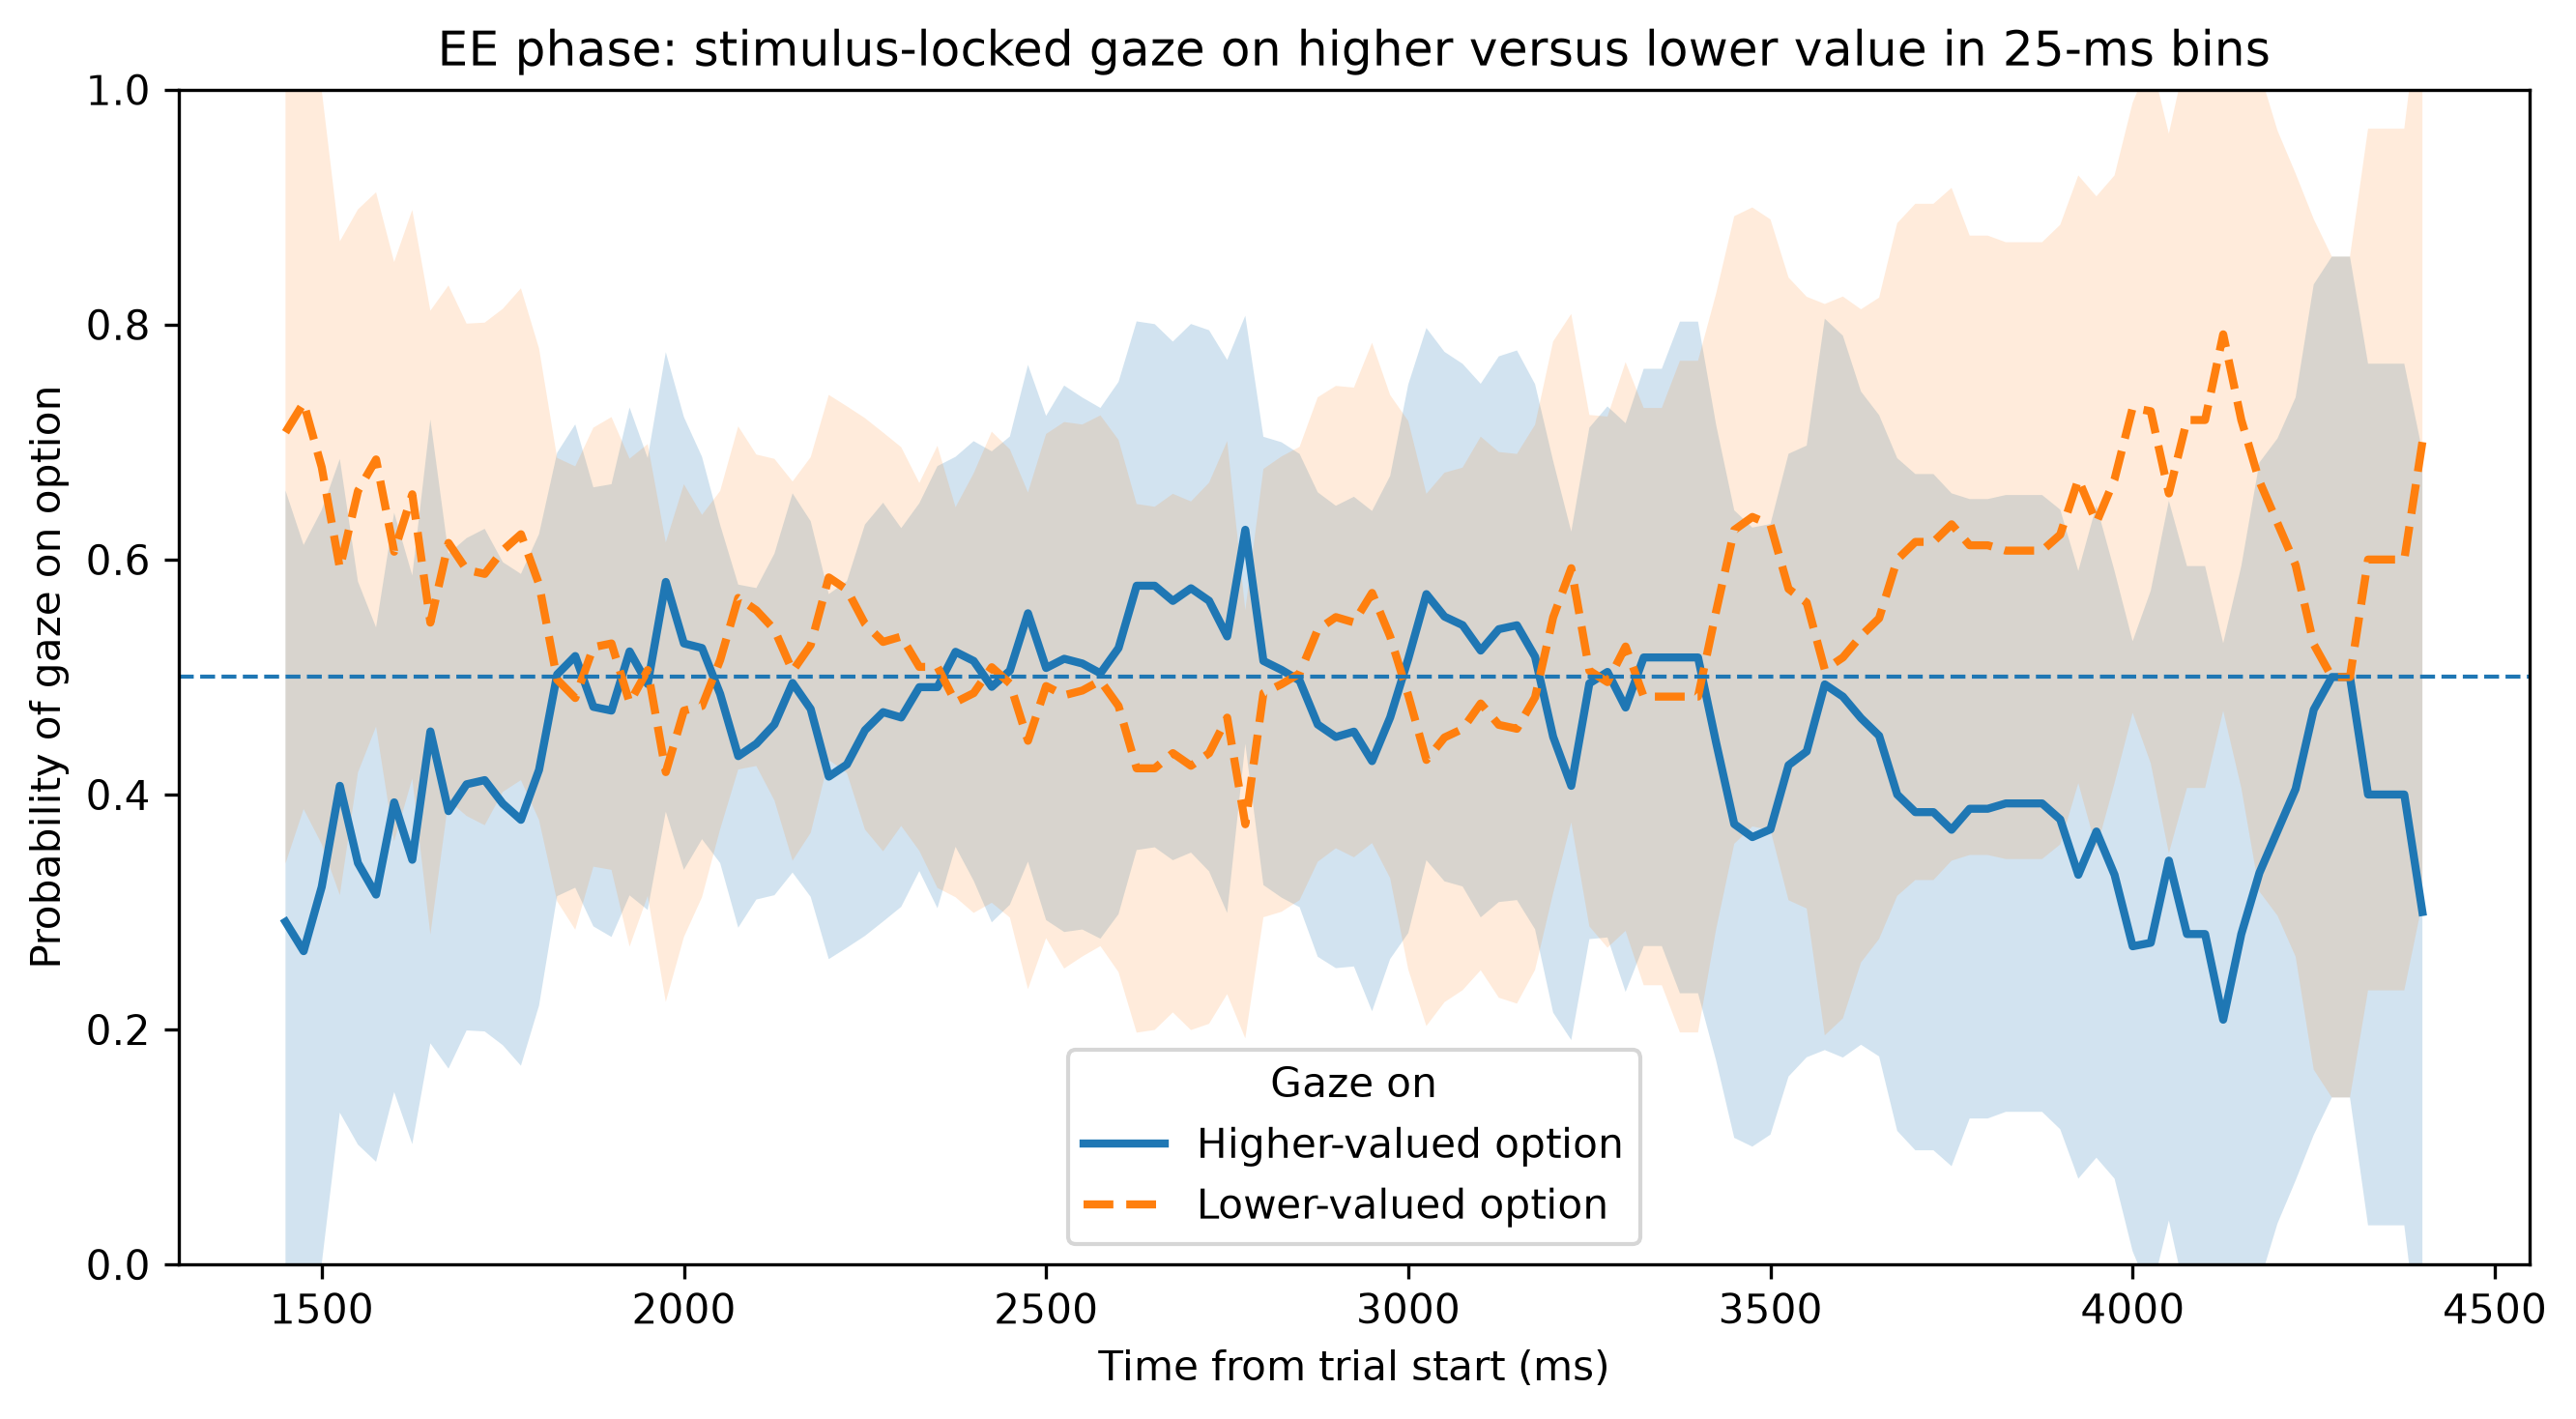 EE phase: stimulus-locked gaze on higher versus lower value in 25-ms bins
Probability of gaze on option
1.0
0.8
0.6
0.4
0.2
0.0
Gaze on
Higher-valued option
Lower-valued option
1500 2000 2500 3000 3500 4000 4500
Time from trial start (ms)